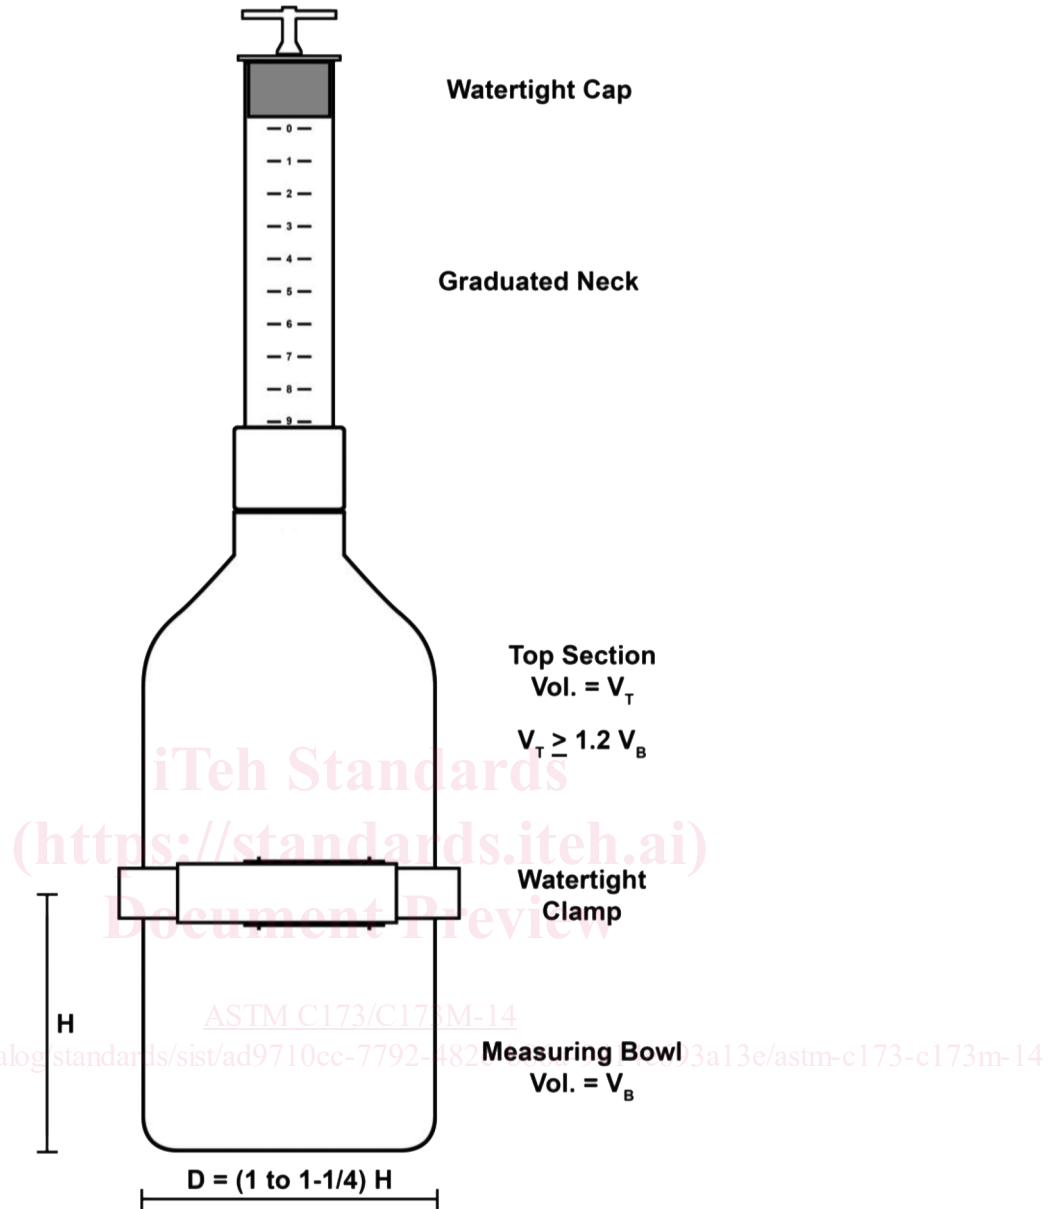 Watertight Cap
0
1
2
3
4
5
6
7
8
9
Graduated Neck
Top Section
Vol. = V_T
V_T ≥ 1.2 V_B
iTeh Standards
(https://standards.iteh.ai)
Document Preview
Watertight
Clamp
H
ASTM C173/C173M-14
Measuring Bowl
Vol. = V_B
D = (1 to 1-1/4) H